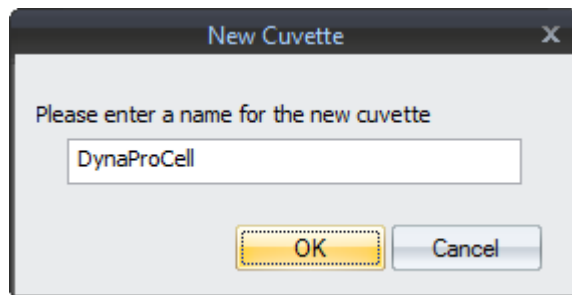 New Cuvette
Please enter a name for the new cuvette
DynaProCell
OK
Cancel